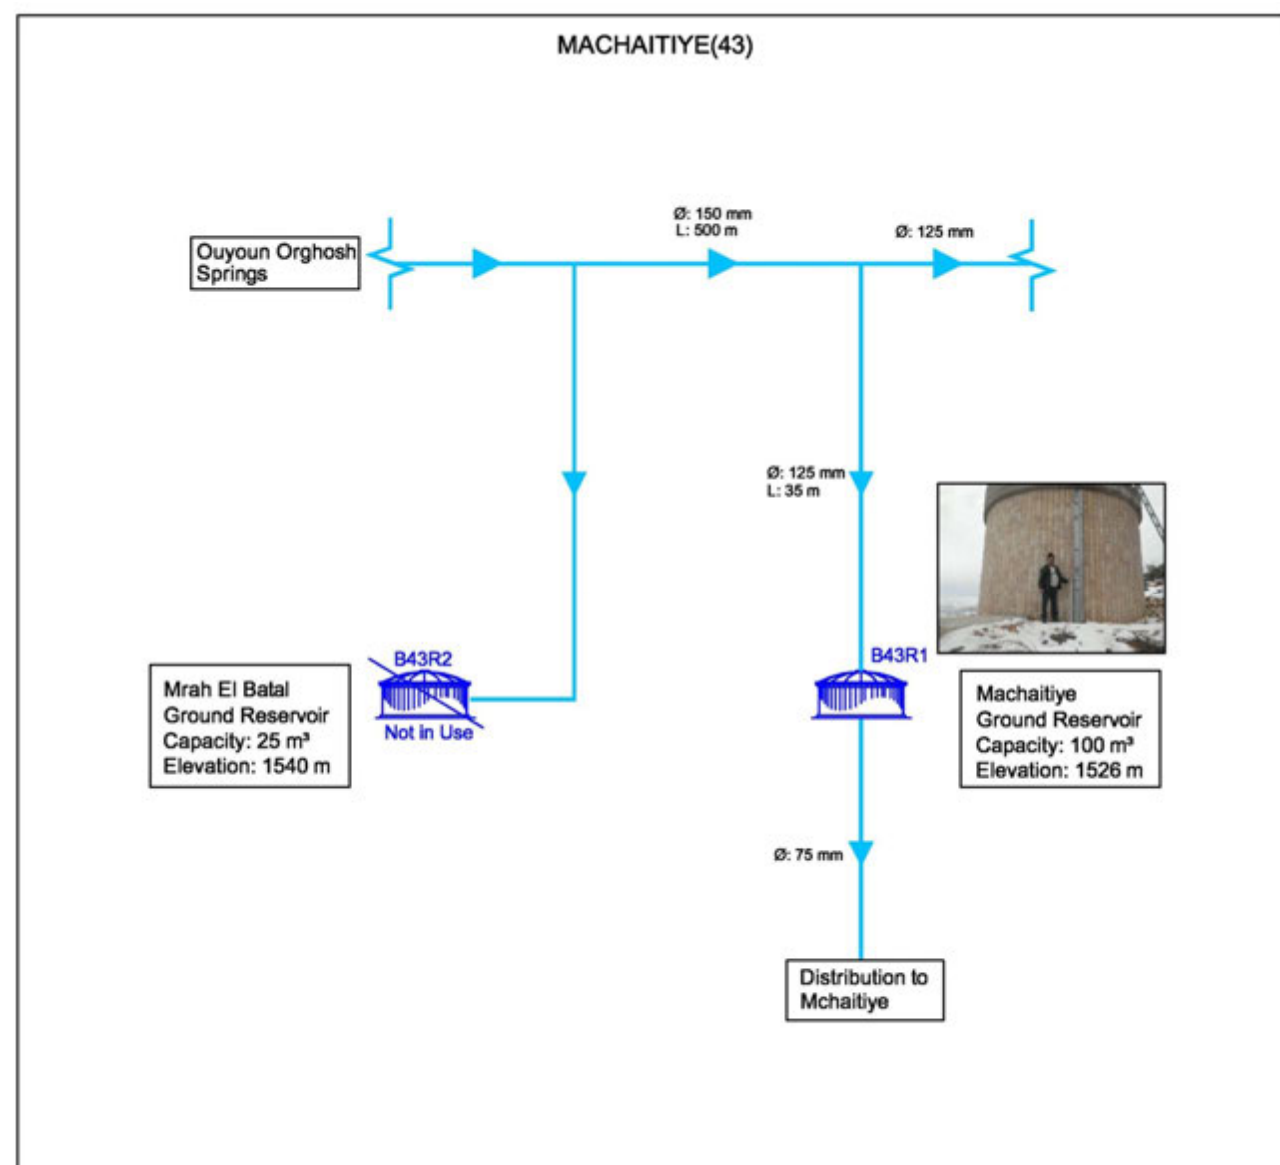 MACHAITIYE(43)
Ø: 150 mm
L: 500 m
Ø: 125 mm
Ouyoun Orghosh
Springs
Ø: 125 mm
L: 35 m
B43R2
Not in Use
Mrah El Batal
Ground Reservoir
Capacity: 25 m³
Elevation: 1540 m
B43R1
Machaitiye
Ground Reservoir
Capacity: 100 m³
Elevation: 1526 m
Ø: 75 mm
Distribution to
Mchaitiye